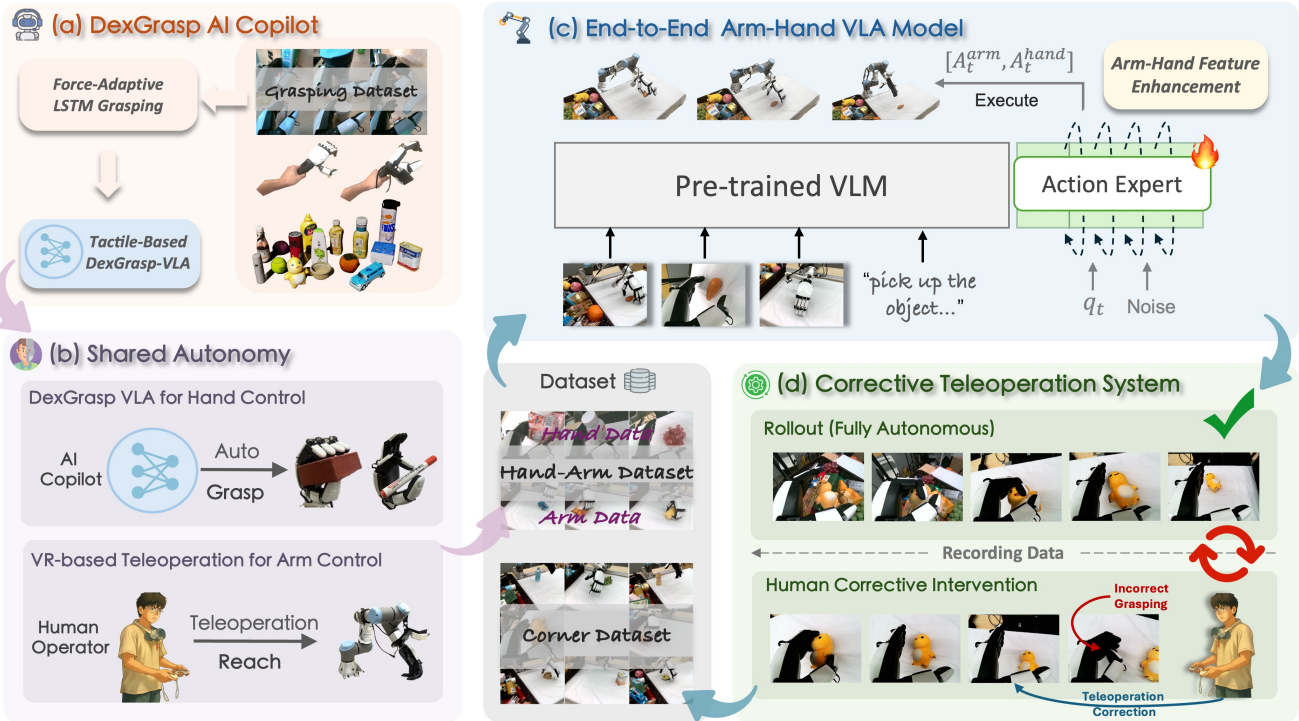 (a) DexGrasp AI Copilot
Force-Adaptive
LSTM Grasping
Grasping Dataset
Tactile-Based
DexGrasp-VLA
(b) Shared Autonomy
DexGrasp VLA for Hand Control
AI
Copilot
Auto
Grasp
VR-based Teleoperation for Arm Control
Human
Operator
Teleoperation
Reach
(c) End-to-End Arm-Hand VLA Model
[A_t^{arm}, A_t^{hand}]
Execute
Arm-Hand Feature
Enhancement
Pre-trained VLM
Action Expert
"pick up the
object..."
q_t
Noise
Dataset
Hand Data
Hand-Arm Dataset
Arm Data
Corner Dataset
(d) Corrective Teleoperation System
Rollout (Fully Autonomous)
Recording Data
Human Corrective Intervention
Incorrect
Grasping
Teleoperation
Correction